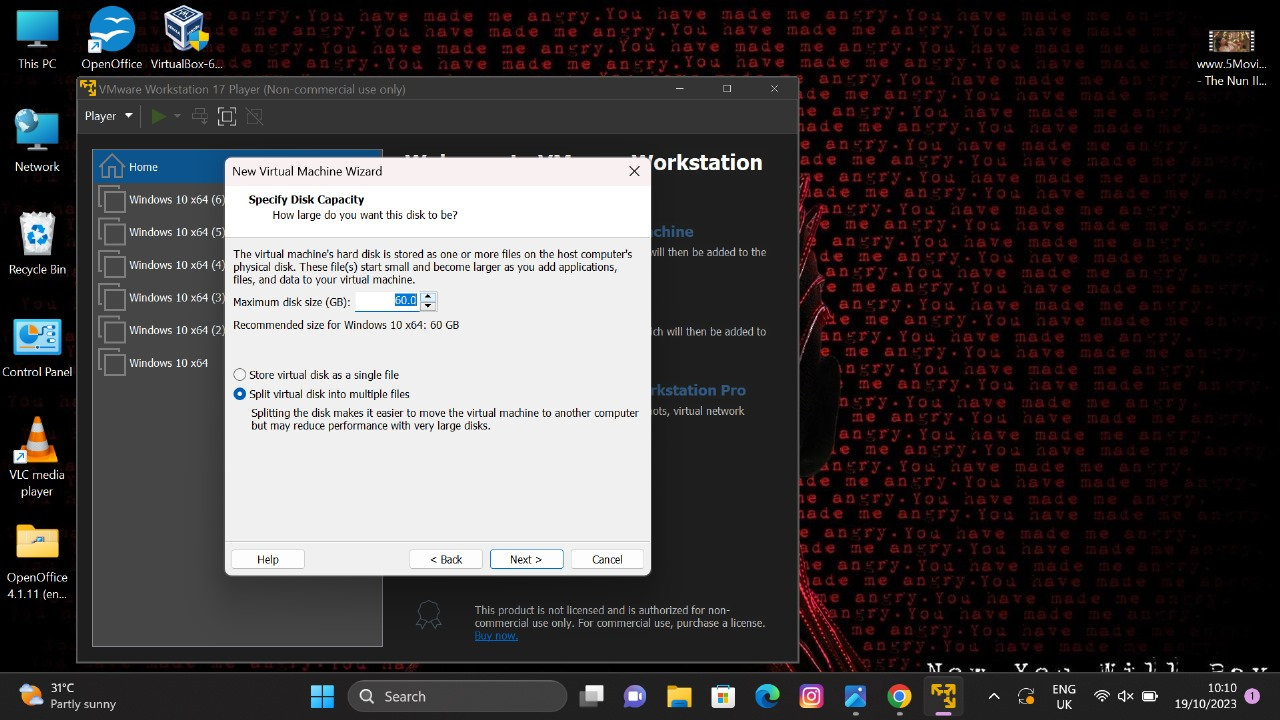 This PC
OpenOffice
VirtualBox-6...
www.5Movi...
- The Nun II...
Network
Recycle Bin
Control Panel
VLC media
player
OpenOffice
4.1.11 (en...
VMware Workstation 17 Player (Non-commercial use only)
Player
Home
Windows 10 x64 (6)
Windows 10 x64 (5)
Windows 10 x64 (4)
Windows 10 x64 (3)
Windows 10 x64 (2)
Windows 10 x64
Workstation
achine
will then be added to the
ich will then be added to
rkstation Pro
ots, virtual network
New Virtual Machine Wizard
Specify Disk Capacity
How large do you want this disk to be?
The virtual machine's hard disk is stored as one or more files on the host computer's
physical disk. These file(s) start small and become larger as you add applications,
files, and data to your virtual machine.
Maximum disk size (GB): 60.0
Recommended size for Windows 10 x64: 60 GB
Store virtual disk as a single file
Split virtual disk into multiple files
Splitting the disk makes it easier to move the virtual machine to another computer
but may reduce performance with very large disks.
Help
< Back
Next >
Cancel
This product is not licensed and is authorized for non-
commercial use only. For commercial use, purchase a license.
Buy now.
You have made me angry.
Now You Will
31°C
Partly sunny
Search
ENG
UK
10:10
19/10/2023
1